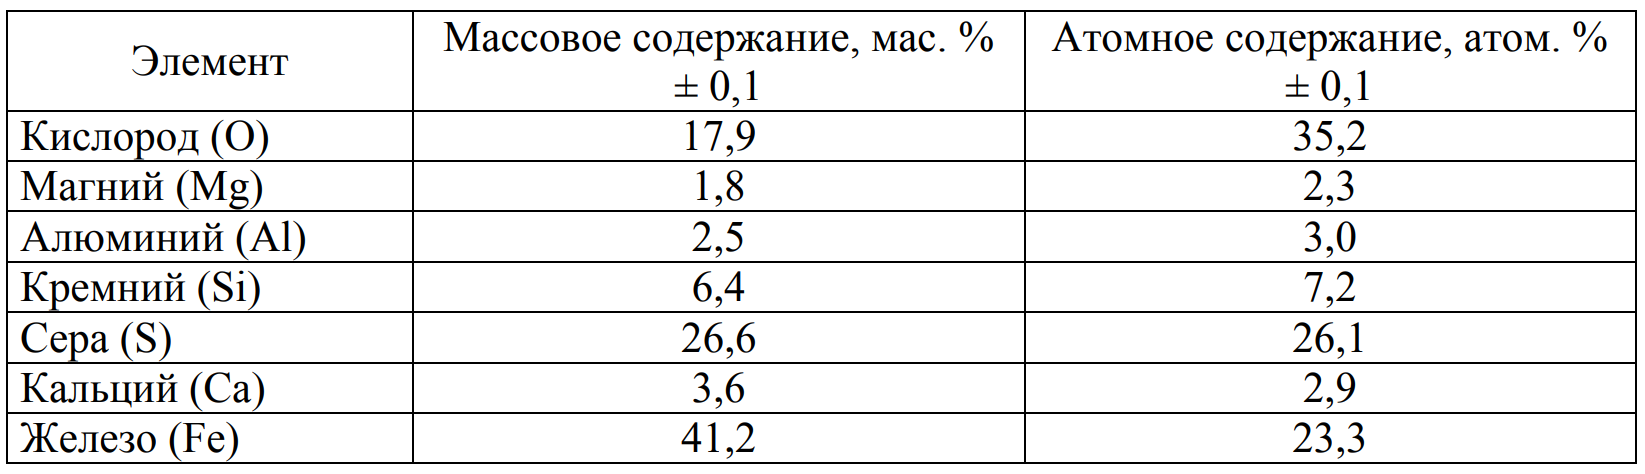 Элемент Массовое содержание, мас. % ± 0,1 Атомное содержание, атом. % ± 0,1
Кислород (O) 17,9 35,2
Магний (Mg) 1,8 2,3
Алюминий (Al) 2,5 3,0
Кремний (Si) 6,4 7,2
Сера (S) 26,6 26,1
Кальций (Ca) 3,6 2,9
Железо (Fe) 41,2 23,3